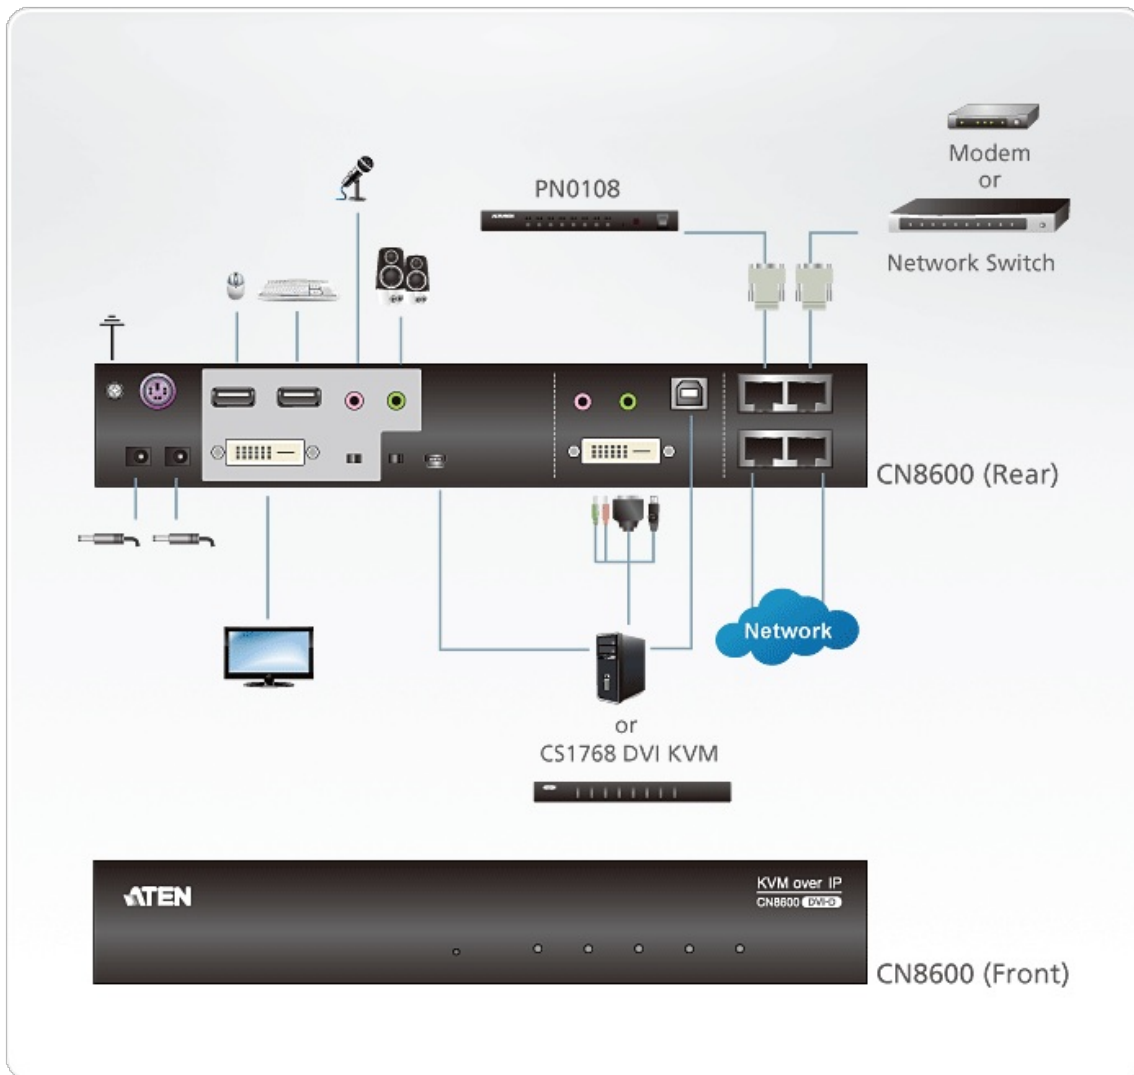 Modem
or
Network Switch
PN0108
CN8600 (Rear)
Network
or
CS1768 DVI KVM
ATEN
KVM over IP
CN8600 DVI-D
CN8600 (Front)